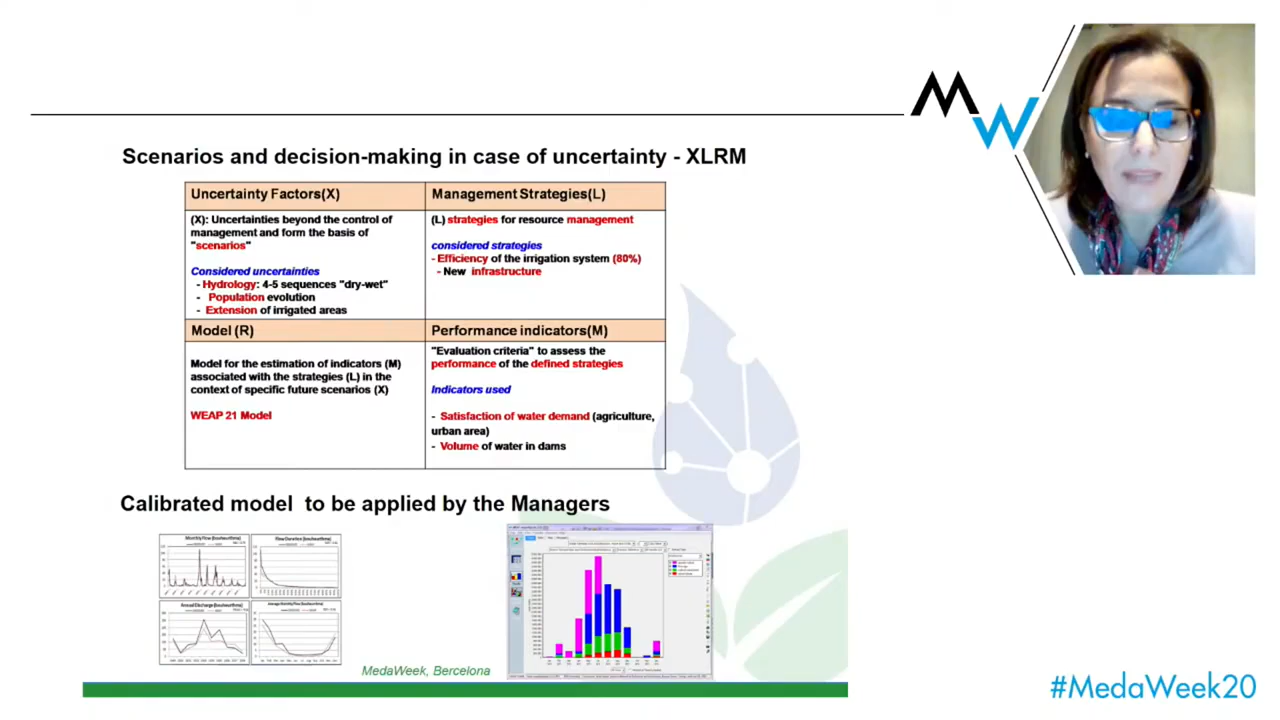 MW
Scenarios and decision-making in case of uncertainty - XLRM
Uncertainty Factors(X)
(X): Uncertainties beyond the control of
management and form the basis of
"scenarios"
Considered uncertainties
- Hydrology: 4-5 sequences "dry-wet"
- Population evolution
- Extension of irrigated areas
Management Strategies(L)
(L) strategies for resource management
considered strategies
- Efficiency of the irrigation system (80%)
- New infrastructure
Model (R)
Model for the estimation of indicators (M)
associated with the strategies (L) in the
context of specific future scenarios (X)
WEAP 21 Model
Performance indicators(M)
"Evaluation criteria" to assess the
performance of the defined strategies
Indicators used
- Satisfaction of water demand (agriculture,
urban area)
- Volume of water in dams
Calibrated model to be applied by the Managers
MedaWeek, Bercelona
#MedaWeek20